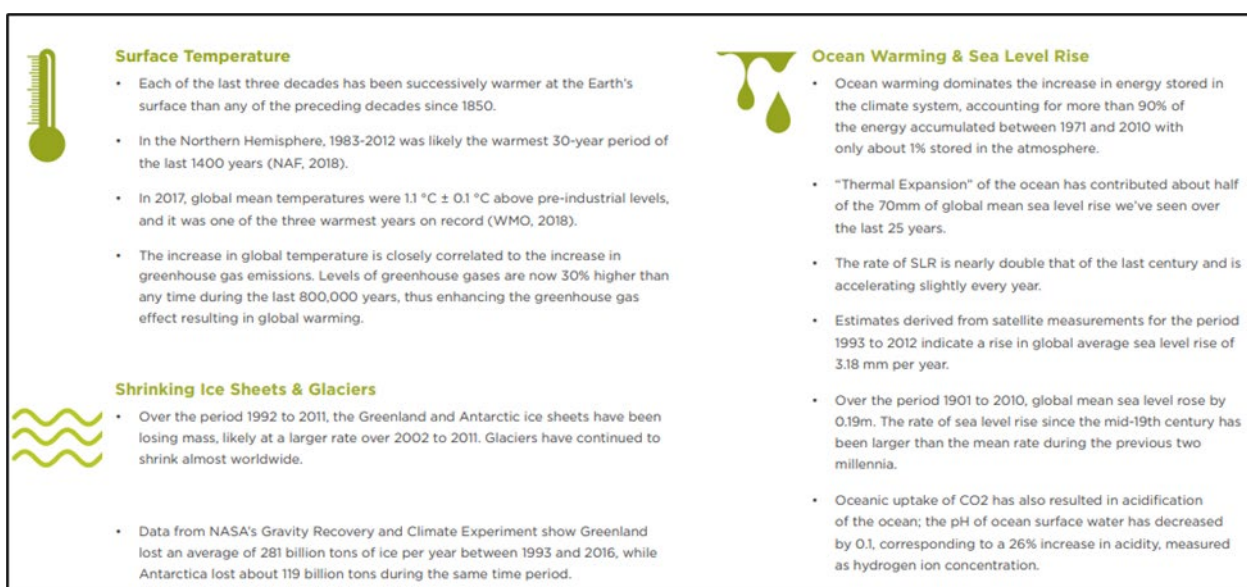 Surface Temperature
• Each of the last three decades has been successively warmer at the Earth's
surface than any of the preceding decades since 1850.
• In the Northern Hemisphere, 1983-2012 was likely the warmest 30-year period of
the last 1400 years (NAF, 2018).
• In 2017, global mean temperatures were 1.1 °C ± 0.1 °C above pre-industrial levels,
and it was one of the three warmest years on record (WMO, 2018).
• The increase in global temperature is closely correlated to the increase in
greenhouse gas emissions. Levels of greenhouse gases are now 30% higher than
any time during the last 800,000 years, thus enhancing the greenhouse gas
effect resulting in global warming.
Shrinking Ice Sheets & Glaciers
• Over the period 1992 to 2011, the Greenland and Antarctic ice sheets have been
losing mass, likely at a larger rate over 2002 to 2011. Glaciers have continued to
shrink almost worldwide.
• Data from NASA's Gravity Recovery and Climate Experiment show Greenland
lost an average of 281 billion tons of ice per year between 1993 and 2016, while
Antarctica lost about 119 billion tons during the same time period.
Ocean Warming & Sea Level Rise
• Ocean warming dominates the increase in energy stored in
the climate system, accounting for more than 90% of
the energy accumulated between 1971 and 2010 with
only about 1% stored in the atmosphere.
• "Thermal Expansion" of the ocean has contributed about half
of the 70mm of global mean sea level rise we've seen over
the last 25 years.
• The rate of SLR is nearly double that of the last century and is
accelerating slightly every year.
• Estimates derived from satellite measurements for the period
1993 to 2012 indicate a rise in global average sea level rise of
3.18 mm per year.
• Over the period 1901 to 2010, global mean sea level rose by
0.19m. The rate of sea level rise since the mid-19th century has
been larger than the mean rate during the previous two
millennia.
• Oceanic uptake of CO2 has also resulted in acidification
of the ocean; the pH of ocean surface water has decreased
by 0.1, corresponding to a 26% increase in acidity, measured
as hydrogen ion concentration.